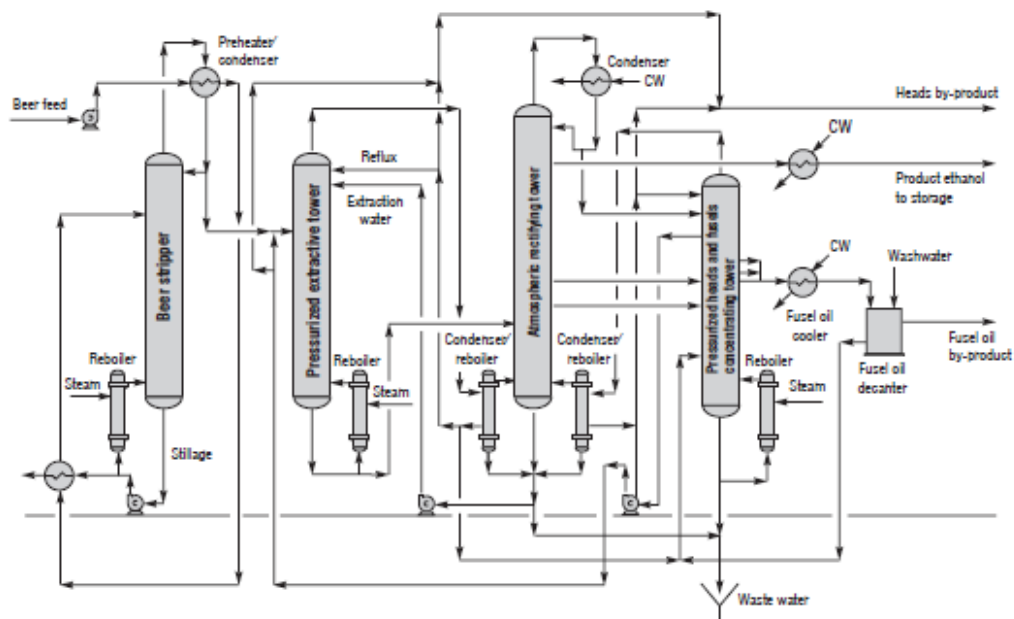 Preheater/
condenser
Condenser
CW
Beer feed
Heads by-product
CW
Reflux
Product ethanol
to storage
Extraction
water
Beer stripper
Pressurized extractive tower
Atmospheric rectifying tower
Pressurized heads and fusels
concentrating tower
CW
Washwater
Fusel oil
cooler
Condenser/
reboiler
Condenser/
reboiler
Fusel oil
by-product
Reboiler
Reboiler
Reboiler
Fusel oil
decanter
Steam
Steam
Steam
Stillage
C
C
C
C
Waste water